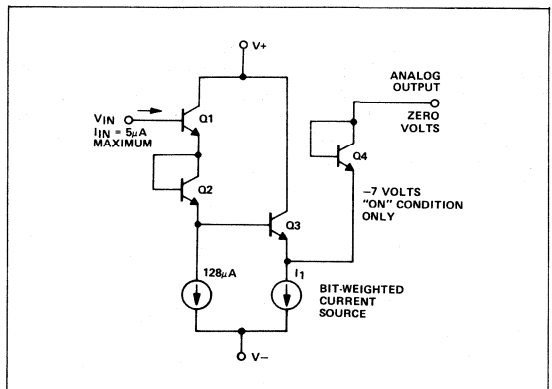 V+
ANALOG
OUTPUT
ZERO
VOLTS
VIN
IIN = 5µA
MAXIMUM
Q1
Q2
Q4
–7 VOLTS
"ON" CONDITION
ONLY
Q3
128µA
I1
BIT-WEIGHTED
CURRENT
SOURCE
V–